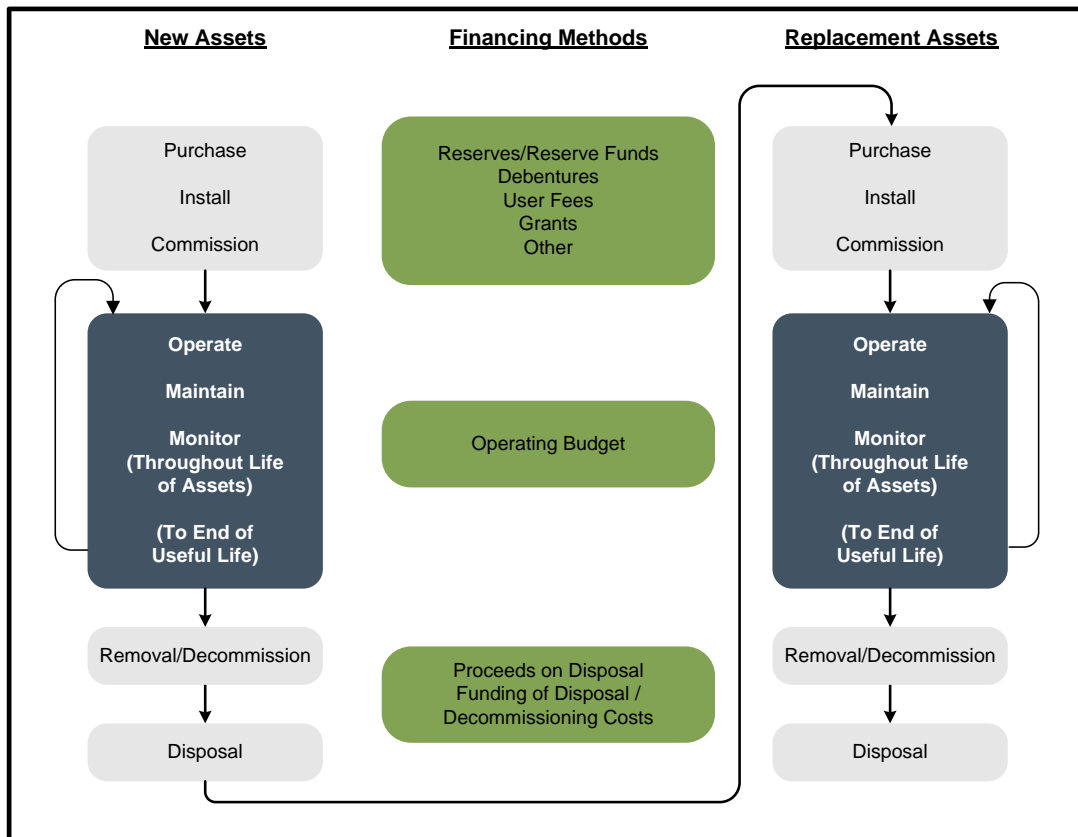 New Assets
Purchase
Install
Commission
Operate
Maintain
Monitor
(Throughout Life
of Assets)
(To End of
Useful Life)
Removal/Decommission
Disposal
Financing Methods
Reserves/Reserve Funds
Debentures
User Fees
Grants
Other
Operating Budget
Proceeds on Disposal
Funding of Disposal /
Decommissioning Costs
Replacement Assets
Purchase
Install
Commission
Operate
Maintain
Monitor
(Throughout Life
of Assets)
(To End of
Useful Life)
Removal/Decommission
Disposal